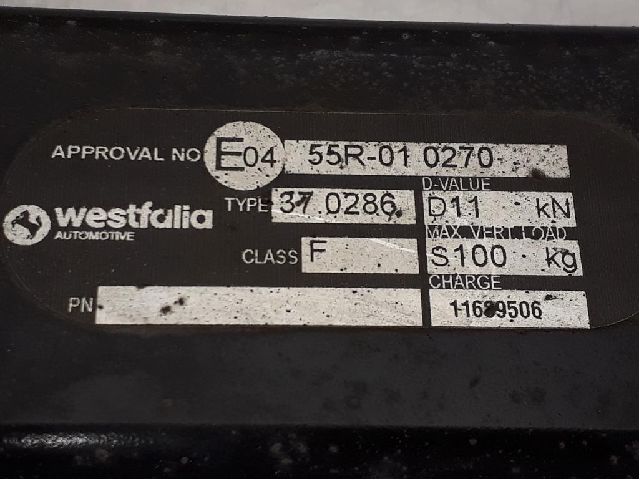 APPROVAL NO E04 55R-01 0270
westfalia
AUTOMOTIVE
TYPE 37 0286
D-VALUE
D11 kN
CLASS F
MAX. VERT.LOAD
S100 kg
PN
CHARGE
11689506